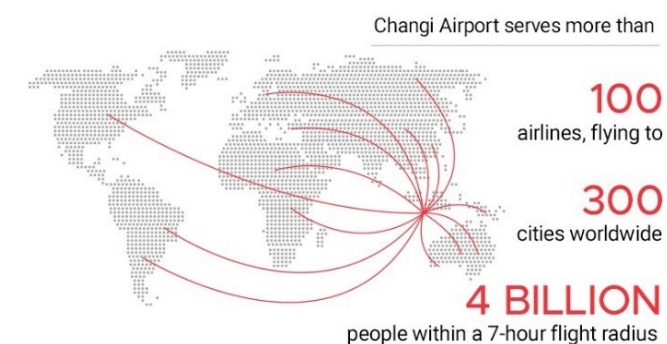 Changi Airport serves more than
100
airlines, flying to
300
cities worldwide
4 BILLION
people within a 7-hour flight radius